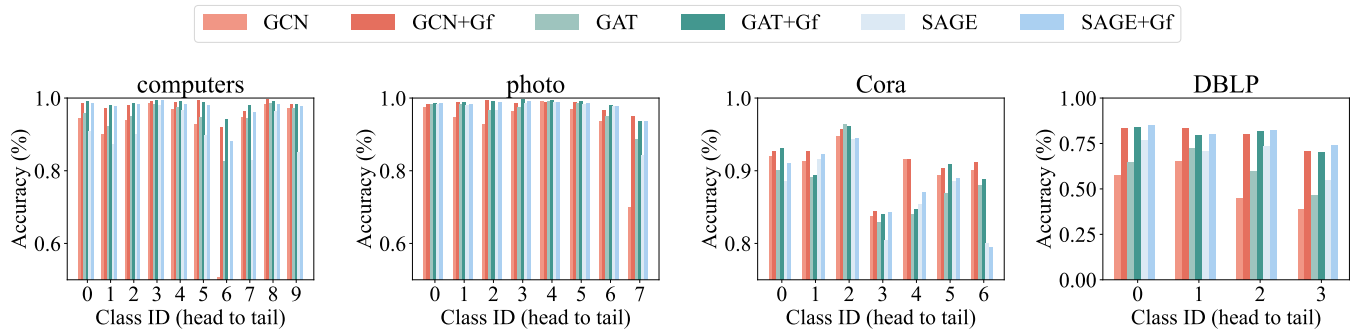 GCN GCN+Gf GAT GAT+Gf SAGE SAGE+Gf
computers
1.0
0.8
0.6
Accuracy (%)
0 1 2 3 4 5 6 7 8 9
Class ID (head to tail)
photo
1.0
0.8
0.6
Accuracy (%)
0 1 2 3 4 5 6 7
Class ID (head to tail)
Cora
1.0
0.9
0.8
Accuracy (%)
0 1 2 3 4 5 6
Class ID (head to tail)
DBLP
1.00
0.75
0.50
0.25
0.00
Accuracy (%)
0 1 2 3
Class ID (head to tail)